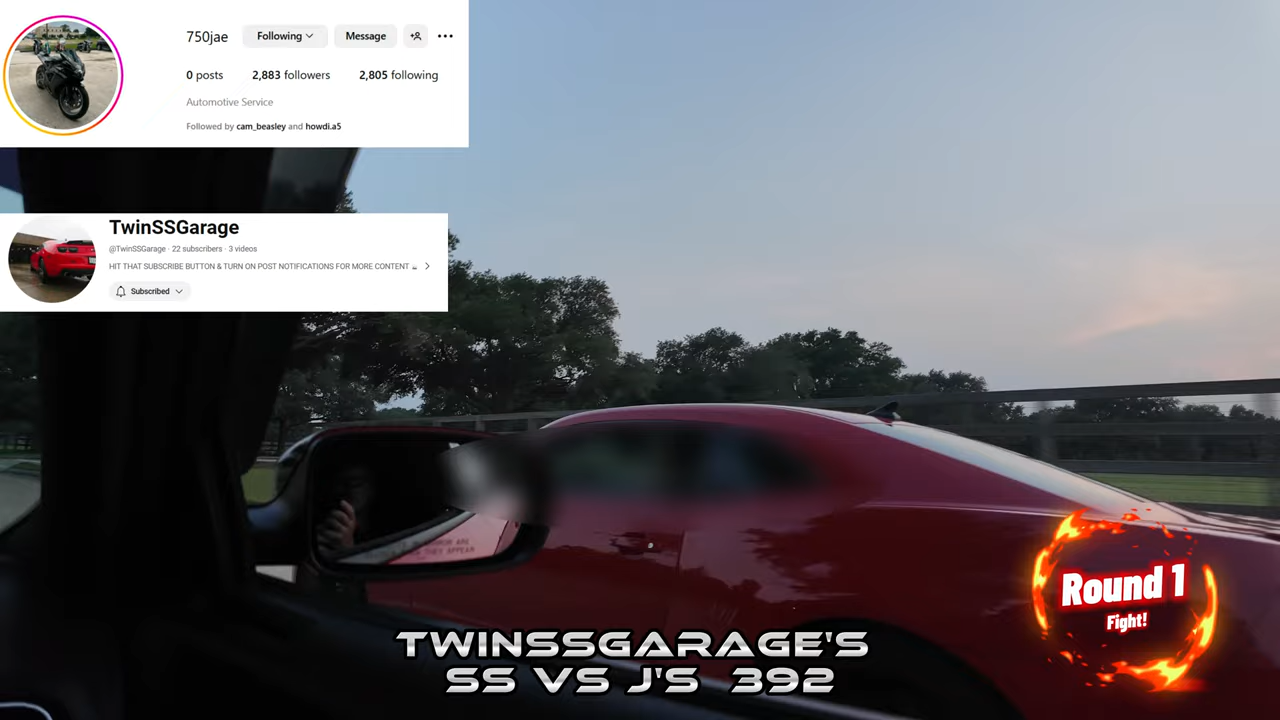 750jae
Following
Message
0 posts
2,883 followers
2,805 following
Automotive Service
Followed by cam_beasley and howdi.a5
TwinSSGarage
@TwinSSGarage · 22 subscribers · 3 videos
HIT THAT SUBSCRIBE BUTTON & TURN ON POST NOTIFICATIONS FOR MORE CONTENT
Subscribed
THEY APPEAR
Round 1
Fight!
TWINSSGARAGE'S
SS VS J'S 392